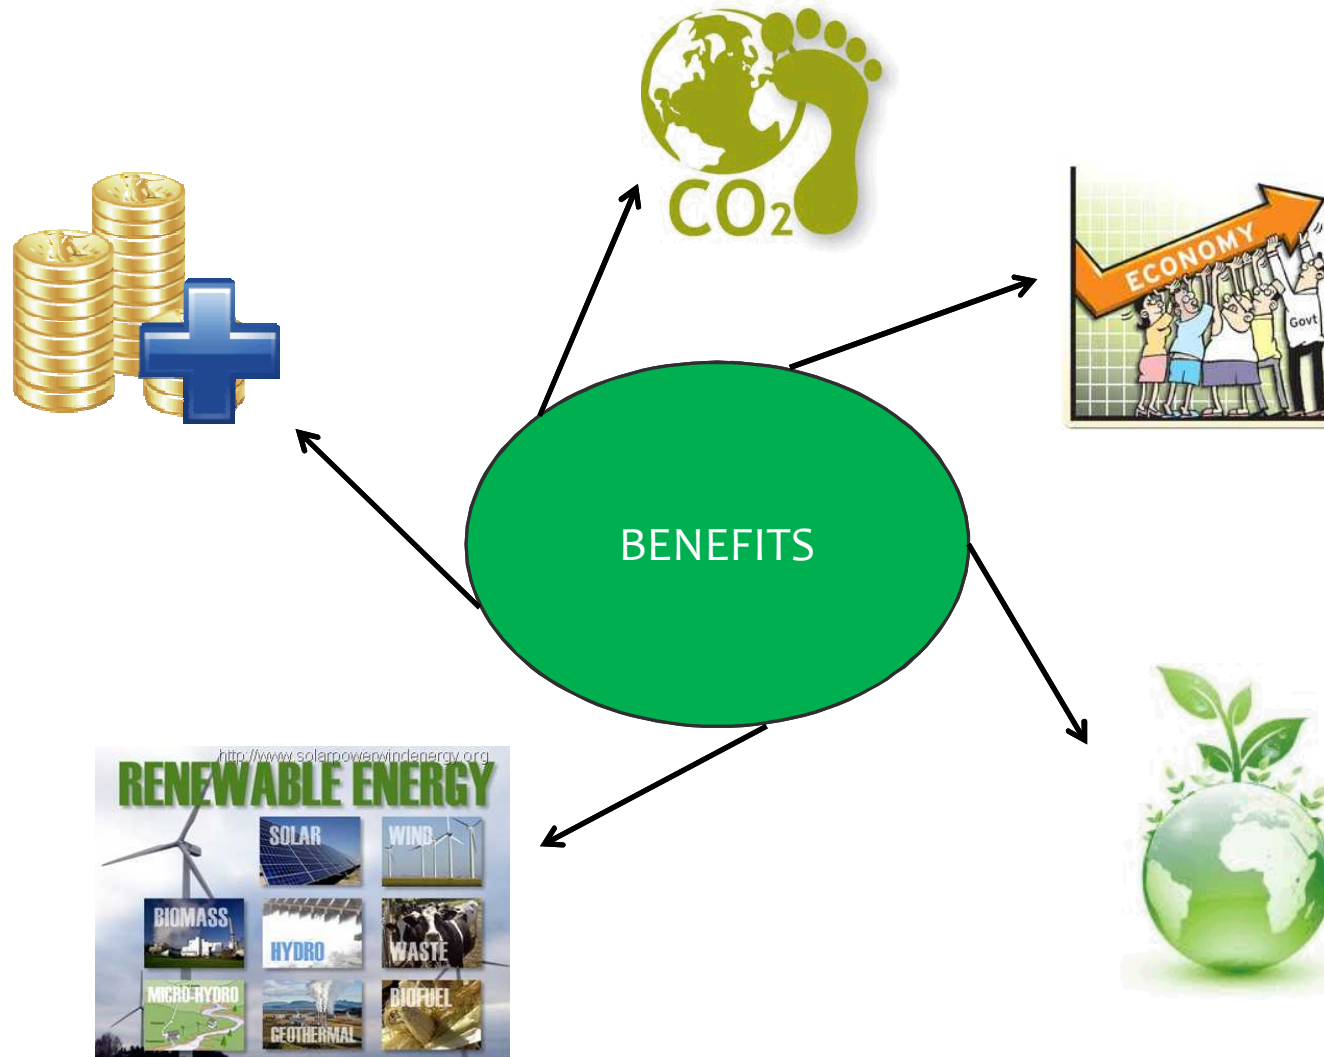 CO2
ECONOMY
Govt
BENEFITS
http://www.solarpowerwindenergy.org
RENEWABLE ENERGY
SOLAR
WIND
BIOMASS
HYDRO
WASTE
MICRO-HYDRO
GEOTHERMAL
BIOFUEL